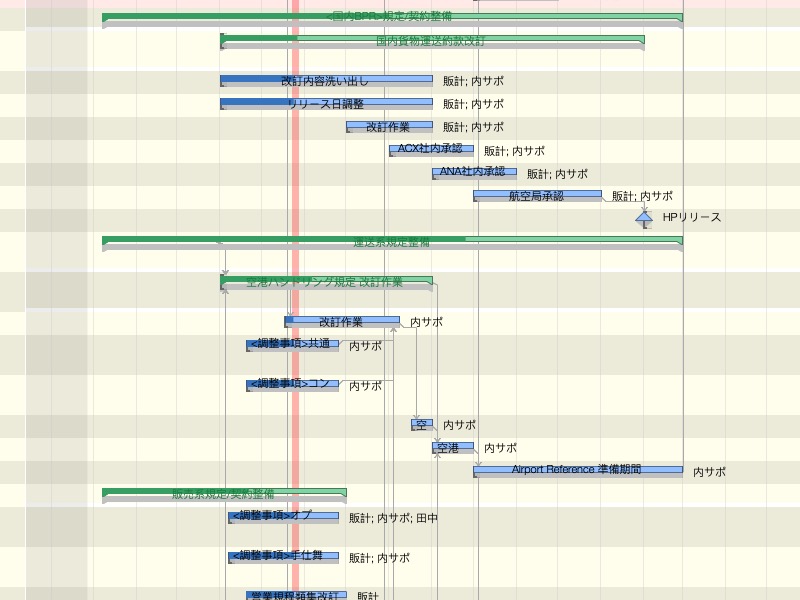 <国内BPR>規定/契約整備
国内貨物運送約款改訂
改訂内容洗い出し 販計; 内サポ
リリース日調整 販計; 内サポ
改訂作業 販計; 内サポ
ACX社内承認 販計; 内サポ
ANA社内承認 販計; 内サポ
航空局承認 販計; 内サポ
HPリリース
運送系規定整備
空港ハンドリング規定 改訂作業
改訂作業 内サポ
<調整事項>共通 内サポ
<調整事項>コン 内サポ
空 内サポ
空港 内サポ
Airport Reference 準備期間 内サポ
販売系規定/契約整備
<調整事項>オプ 販計; 内サポ; 田中
<調整事項>手仕舞 販計; 内サポ
営業規程類集改訂 販計